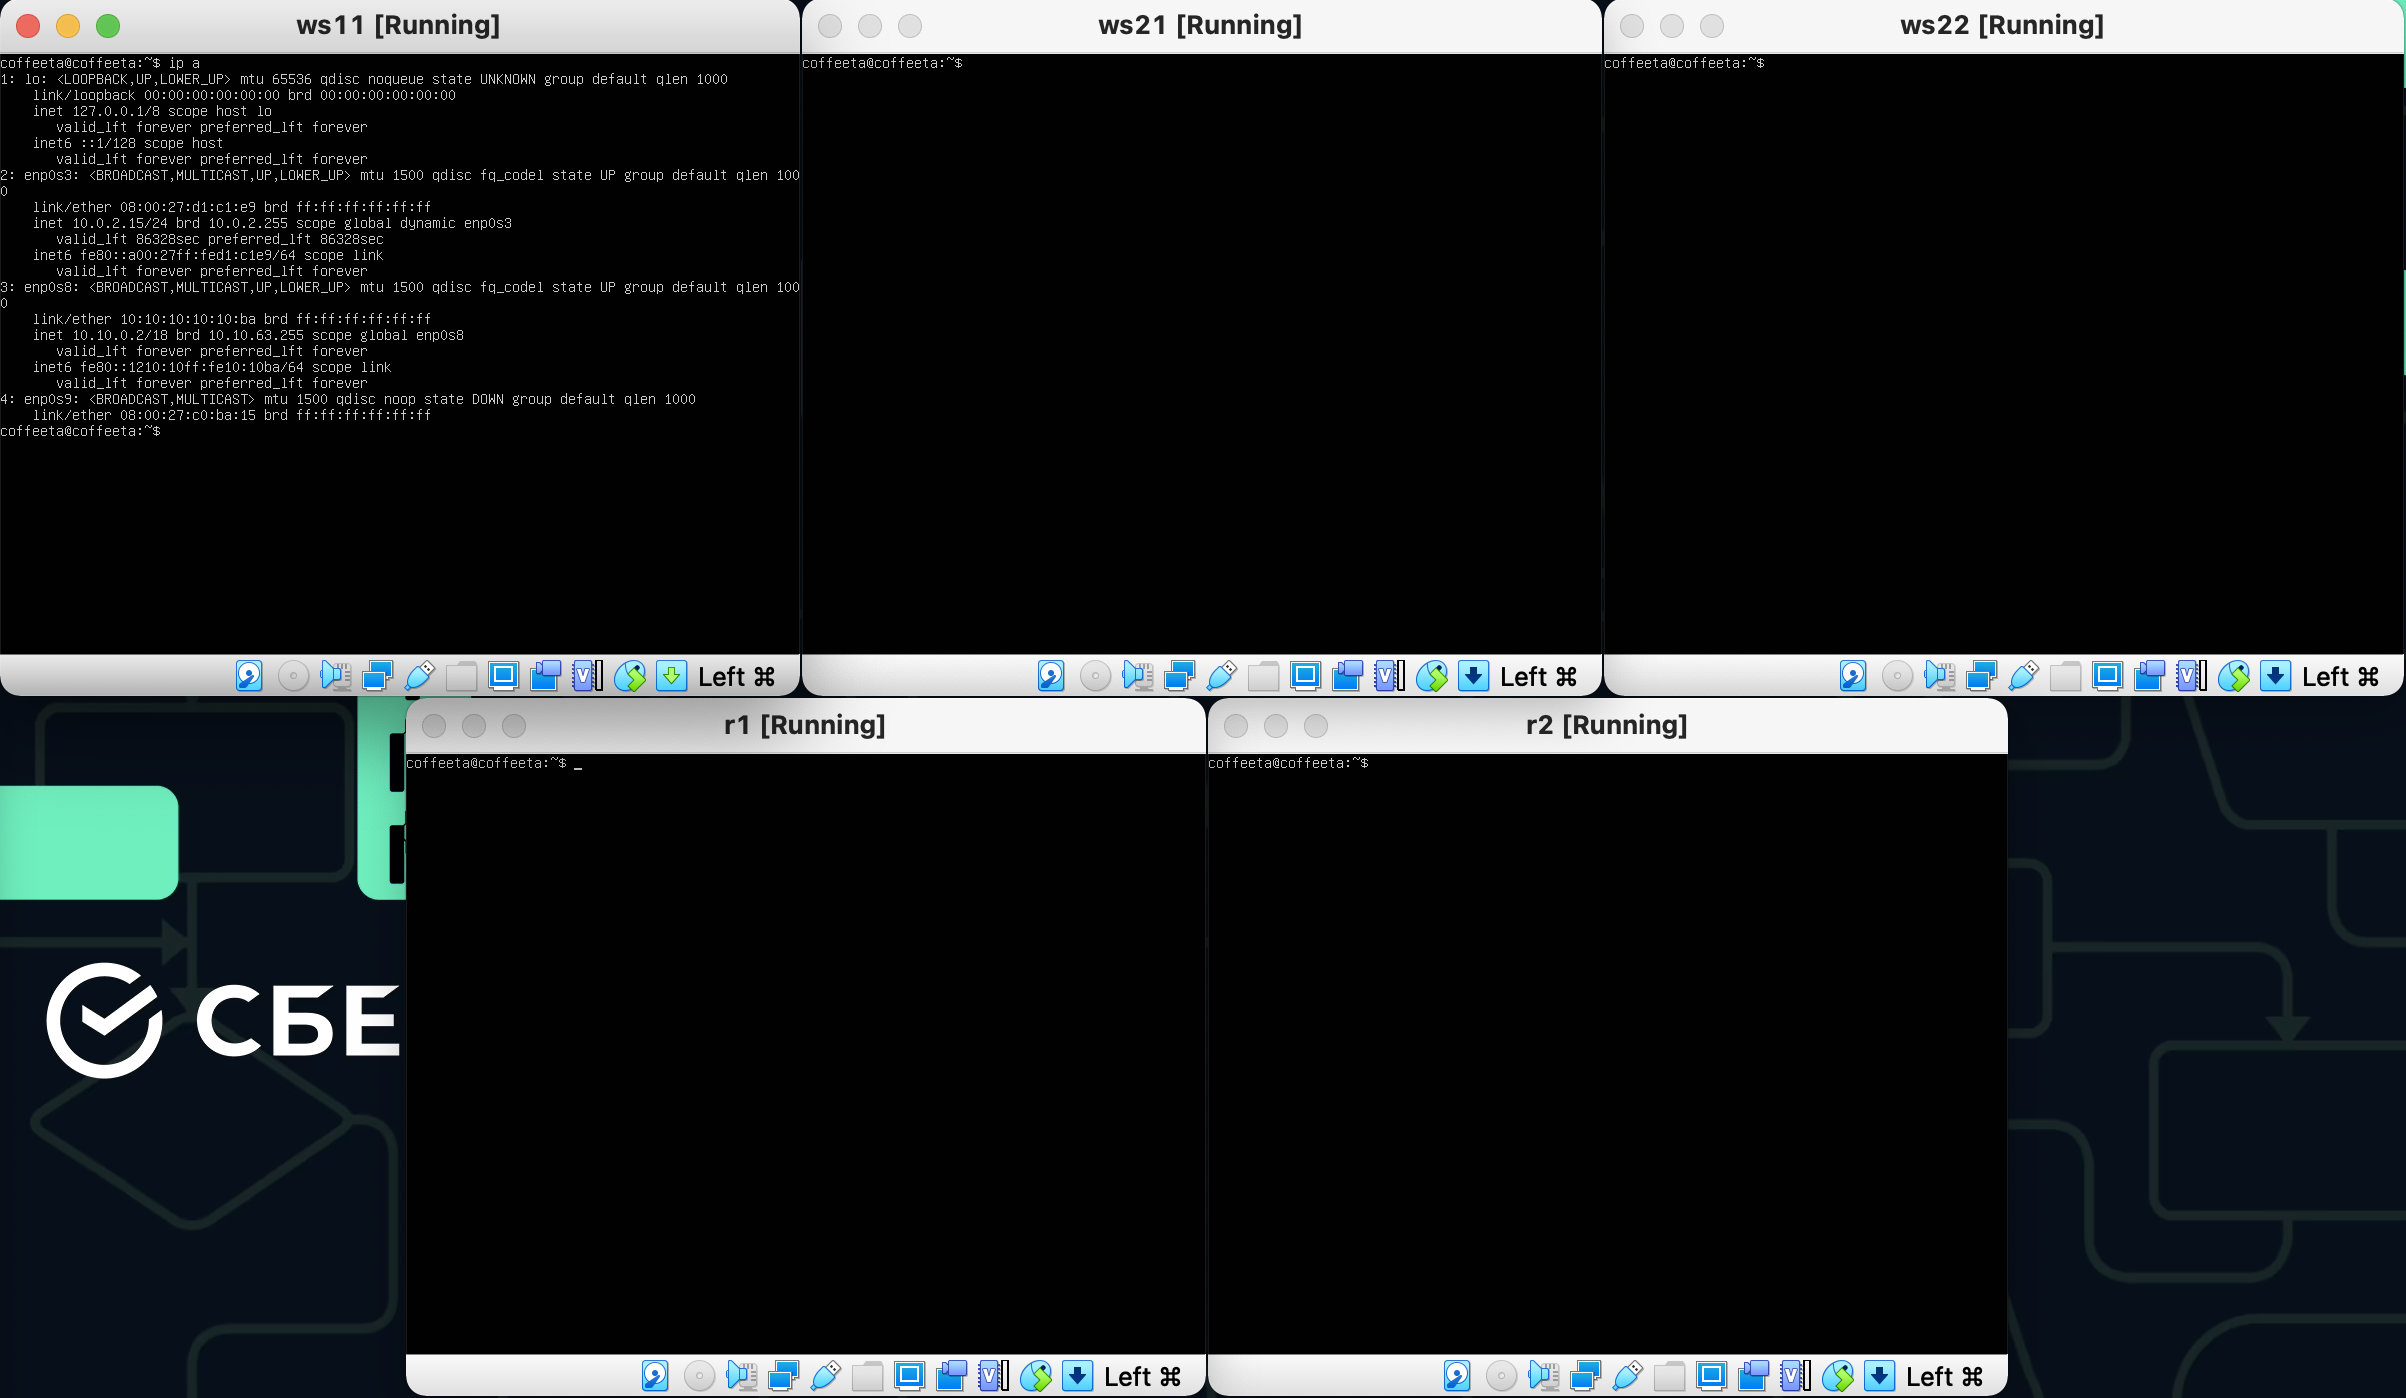 ws11 [Running]
coffeeta@coffeeta:~$ ip a
1: lo: <LOOPBACK,UP,LOWER_UP> mtu 65536 qdisc noqueue state UNKNOWN group default qlen 1000
    link/loopback 00:00:00:00:00:00 brd 00:00:00:00:00:00
    inet 127.0.0.1/8 scope host lo
       valid_lft forever preferred_lft forever
    inet6 ::1/128 scope host
       valid_lft forever preferred_lft forever
2: enp0s3: <BROADCAST,MULTICAST,UP,LOWER_UP> mtu 1500 qdisc fq_codel state UP group default qlen 100
0
    link/ether 08:00:27:d1:c1:e9 brd ff:ff:ff:ff:ff:ff
    inet 10.0.2.15/24 brd 10.0.2.255 scope global dynamic enp0s3
       valid_lft 86328sec preferred_lft 86328sec
    inet6 fe80::a00:27ff:fed1:c1e9/64 scope link
       valid_lft forever preferred_lft forever
3: enp0s8: <BROADCAST,MULTICAST,UP,LOWER_UP> mtu 1500 qdisc fq_codel state UP group default qlen 100
0
    link/ether 10:10:10:10:10:ba brd ff:ff:ff:ff:ff:ff
    inet 10.10.0.2/18 brd 10.10.63.255 scope global enp0s8
       valid_lft forever preferred_lft forever
    inet6 fe80::1210:10ff:fe10:10ba/64 scope link
       valid_lft forever preferred_lft forever
4: enp0s9: <BROADCAST,MULTICAST> mtu 1500 qdisc noop state DOWN group default qlen 1000
    link/ether 08:00:27:c0:ba:15 brd ff:ff:ff:ff:ff:ff
coffeeta@coffeeta:~$
Left ⌘
ws21 [Running]
coffeeta@coffeeta:~$
Left ⌘
ws22 [Running]
coffeeta@coffeeta:~$
Left ⌘
r1 [Running]
coffeeta@coffeeta:~$ _
Left ⌘
r2 [Running]
coffeeta@coffeeta:~$
Left ⌘
СБЕ